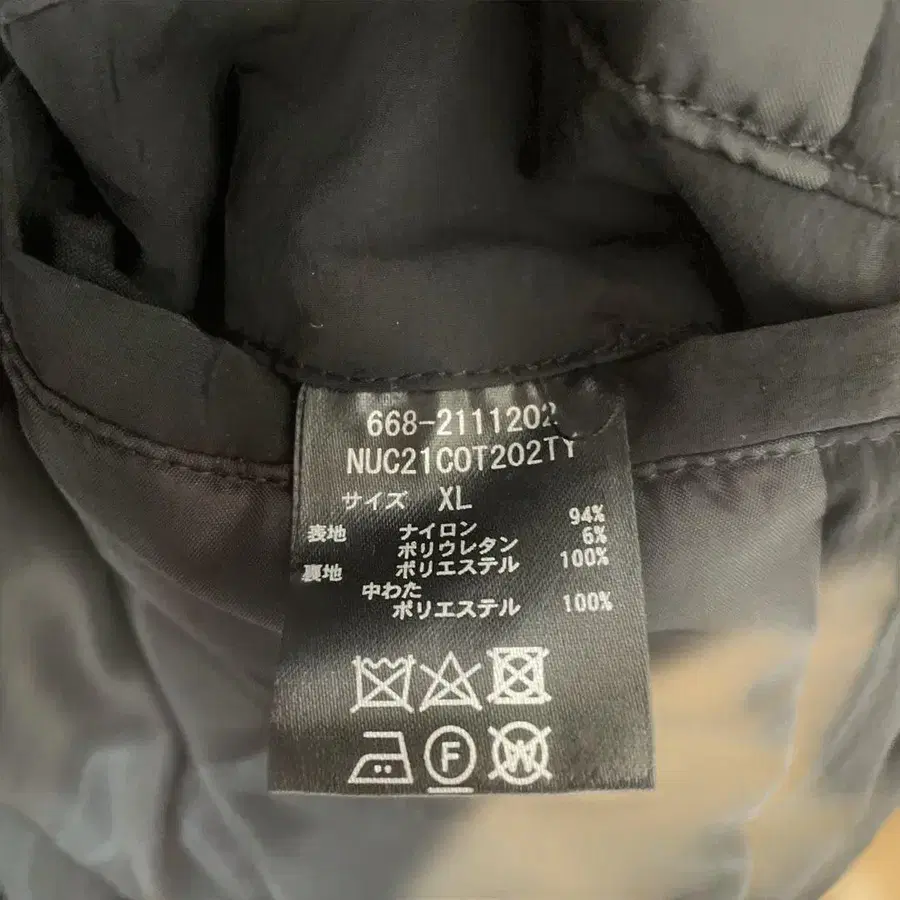 668-2111202
NUC21COT202TY
サイズ XL
表地 ナイロン 94%
ポリウレタン 6%
裏地 ポリエステル 100%
中わた
ポリエステル 100%
F W